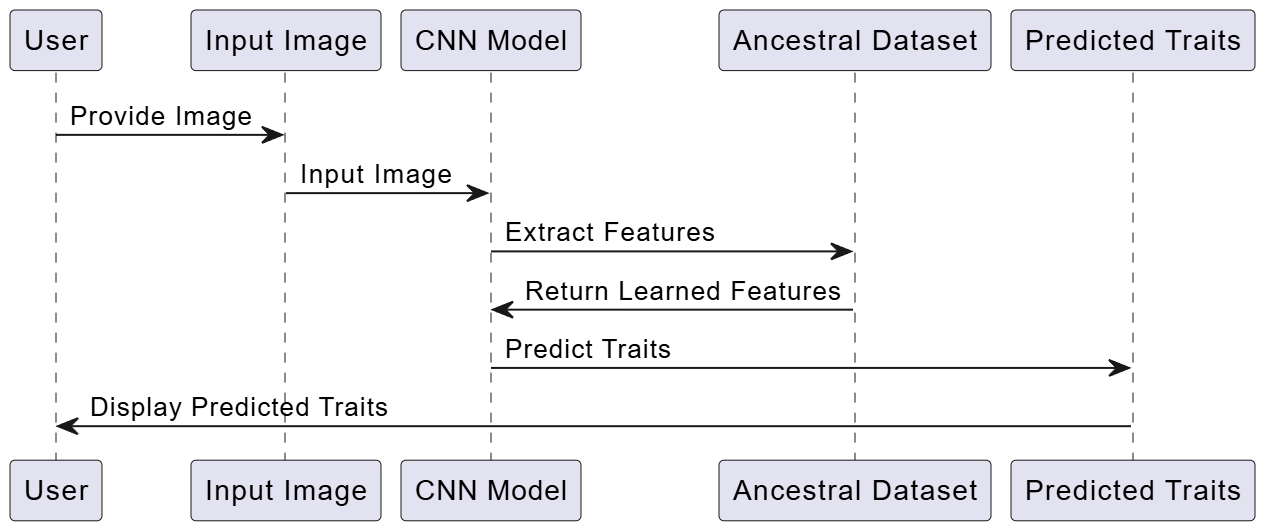 User
Input Image
CNN Model
Ancestral Dataset
Predicted Traits
Provide Image
Input Image
Extract Features
Return Learned Features
Predict Traits
Display Predicted Traits
User
Input Image
CNN Model
Ancestral Dataset
Predicted Traits